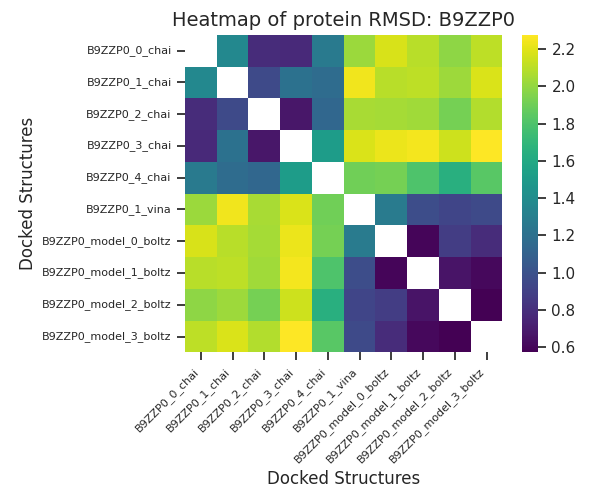 Heatmap of protein RMSD: B9ZZP0
Docked Structures
B9ZZP0_0_chai
B9ZZP0_1_chai
B9ZZP0_2_chai
B9ZZP0_3_chai
B9ZZP0_4_chai
B9ZZP0_1_vina
B9ZZP0_model_0_boltz
B9ZZP0_model_1_boltz
B9ZZP0_model_2_boltz
B9ZZP0_model_3_boltz
2.2
2.0
1.8
1.6
1.4
1.2
1.0
0.8
0.6
B9ZZP0_0_chai
B9ZZP0_1_chai
B9ZZP0_2_chai
B9ZZP0_3_chai
B9ZZP0_4_chai
B9ZZP0_1_vina
B9ZZP0_model_0_boltz
B9ZZP0_model_1_boltz
B9ZZP0_model_2_boltz
B9ZZP0_model_3_boltz
Docked Structures